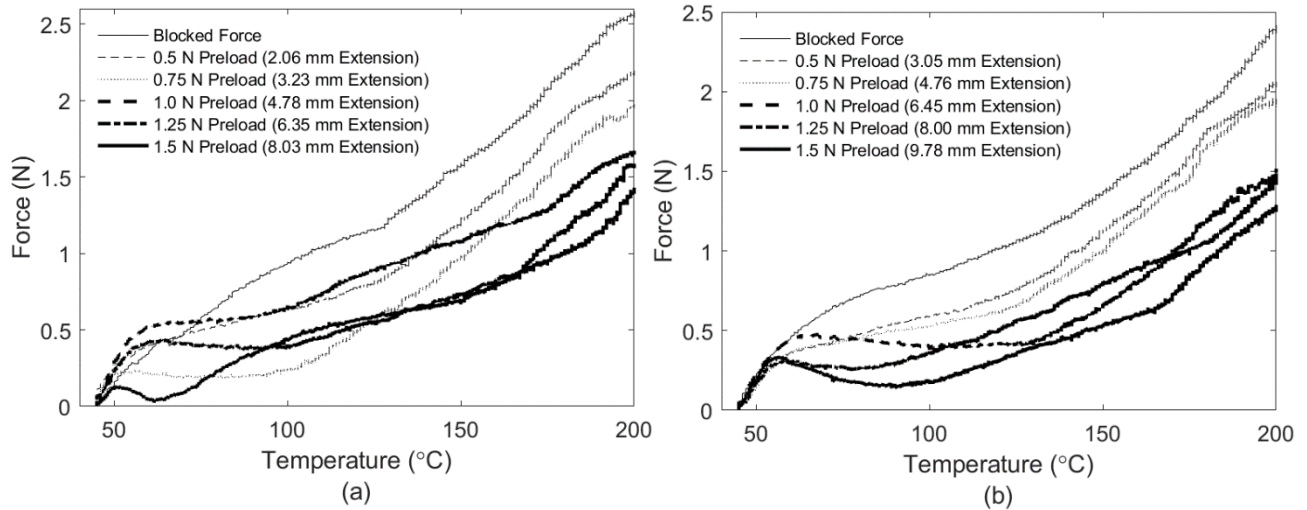 2.5
2
1.5
1
0.5
0
Force (N)
Blocked Force
0.5 N Preload (2.06 mm Extension)
0.75 N Preload (3.23 mm Extension)
1.0 N Preload (4.78 mm Extension)
1.25 N Preload (6.35 mm Extension)
1.5 N Preload (8.03 mm Extension)
50 100 150 200
Temperature (°C)
(a)
2.5
2
1.5
1
0.5
0
Force (N)
Blocked Force
0.5 N Preload (3.05 mm Extension)
0.75 N Preload (4.76 mm Extension)
1.0 N Preload (6.45 mm Extension)
1.25 N Preload (8.00 mm Extension)
1.5 N Preload (9.78 mm Extension)
50 100 150 200
Temperature (°C)
(b)